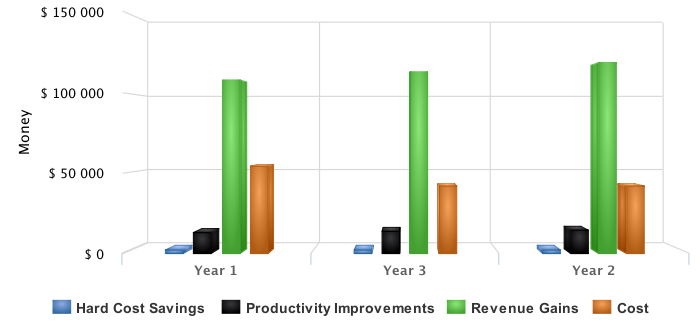 $ 150 000
$ 100 000
$ 50 000
$ 0
Money
Year 1
Year 3
Year 2
Hard Cost Savings
Productivity Improvements
Revenue Gains
Cost